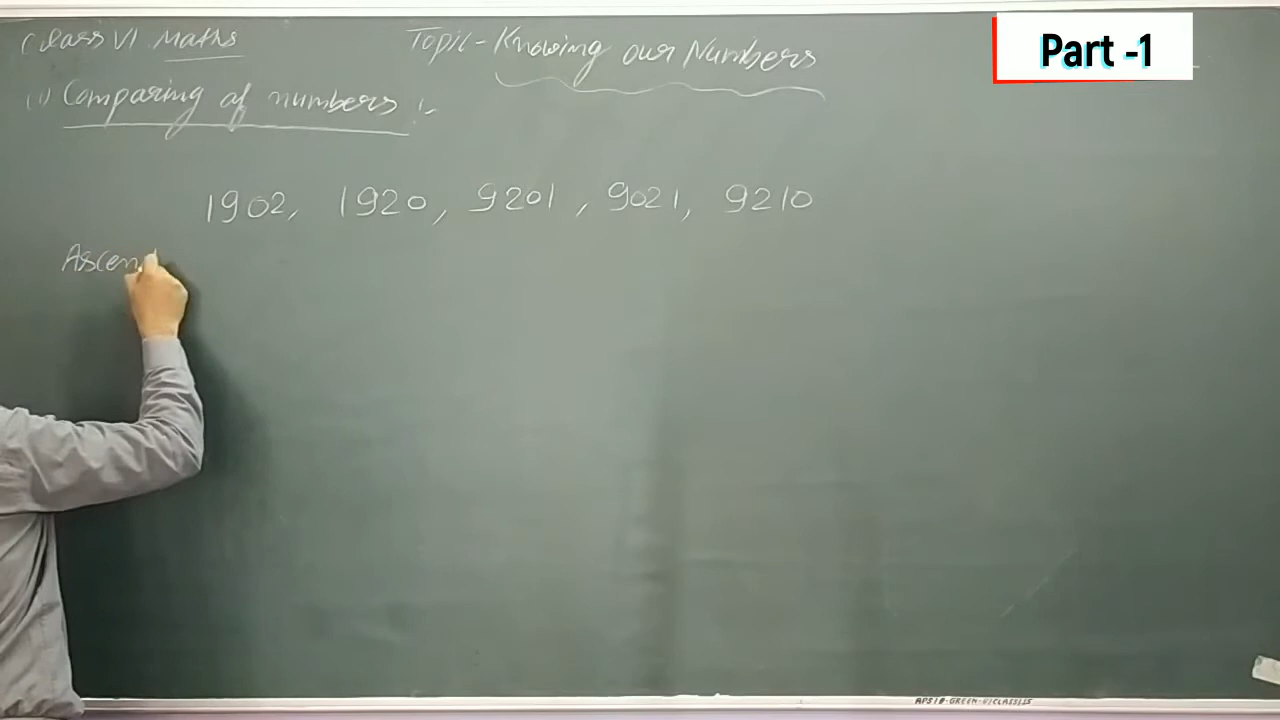 Class VI Maths Topic - Knowing our Numbers
Part -1
(i) Comparing of numbers :-
1902, 1920, 9201, 9021, 9210
Ascen